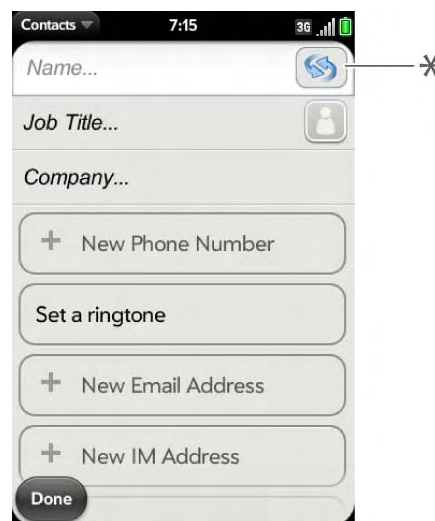 Contacts 7:15 3G
Name...
Job Title...
Company...
+ New Phone Number
Set a ringtone
+ New Email Address
+ New IM Address
Done